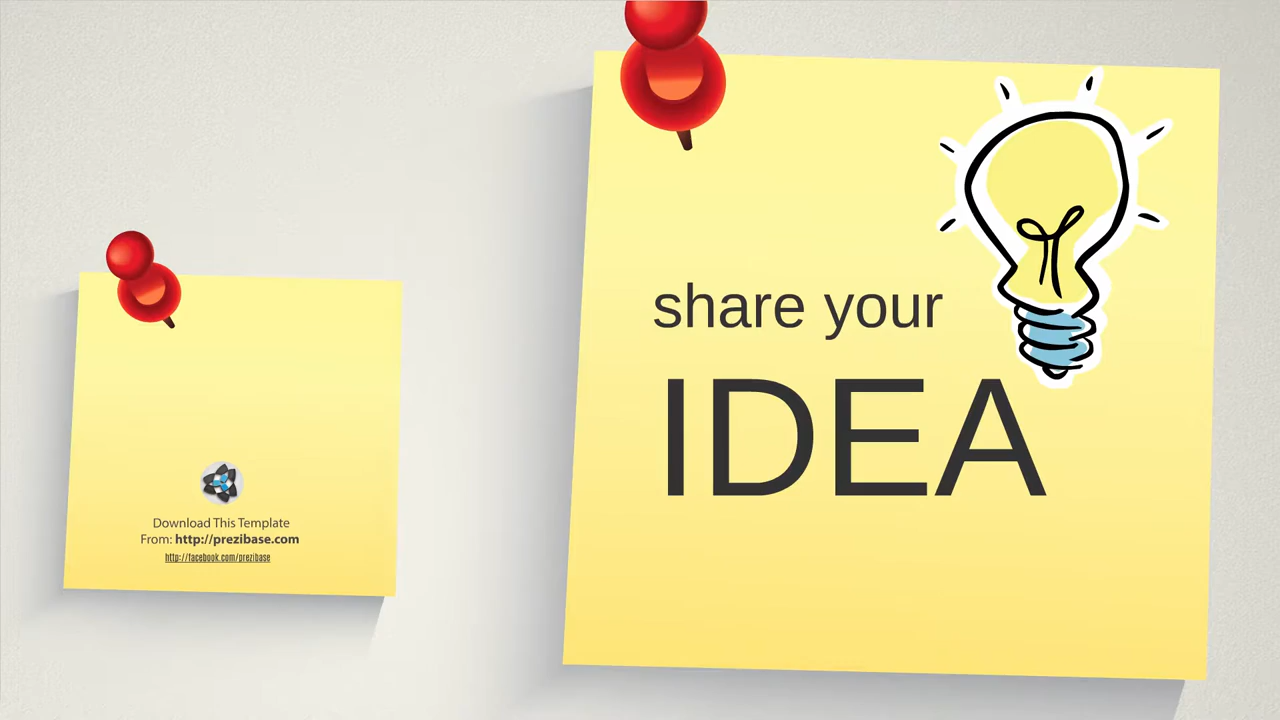 share your
IDEA
Download This Template
From: http://prezibase.com
http://facebook.com/prezibase